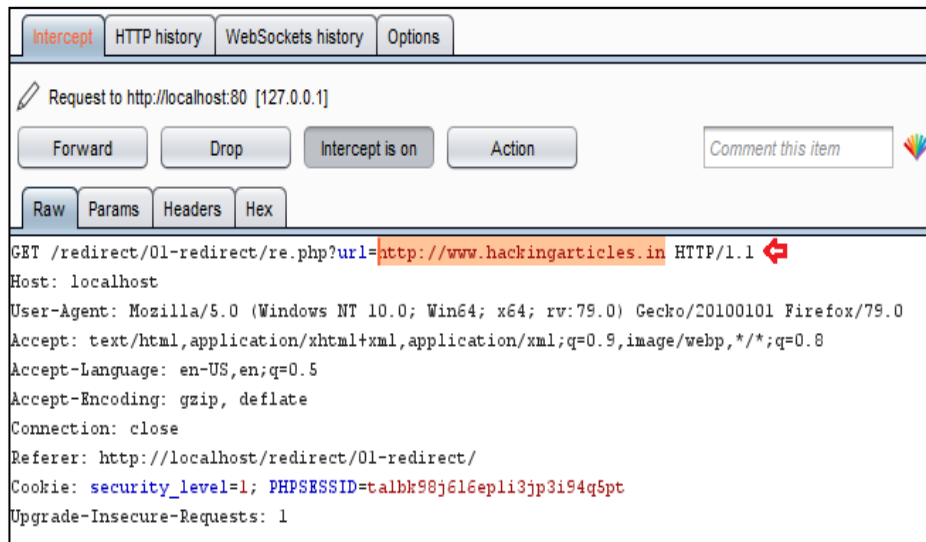 Intercept HTTP history WebSockets history Options
Request to http://localhost:80 [127.0.0.1]
Forward Drop Intercept is on Action Comment this item
Raw Params Headers Hex
GET /redirect/01-redirect/re.php?url=http://www.hackingarticles.in HTTP/1.1
Host: localhost
User-Agent: Mozilla/5.0 (Windows NT 10.0; Win64; x64; rv:79.0) Gecko/20100101 Firefox/79.0
Accept: text/html,application/xhtml+xml,application/xml;q=0.9,image/webp,*/*;q=0.8
Accept-Language: en-US,en;q=0.5
Accept-Encoding: gzip, deflate
Connection: close
Referer: http://localhost/redirect/01-redirect/
Cookie: security_level=1; PHPSESSID=talbk98j6l6epli3jp3i94q5pt
Upgrade-Insecure-Requests: 1